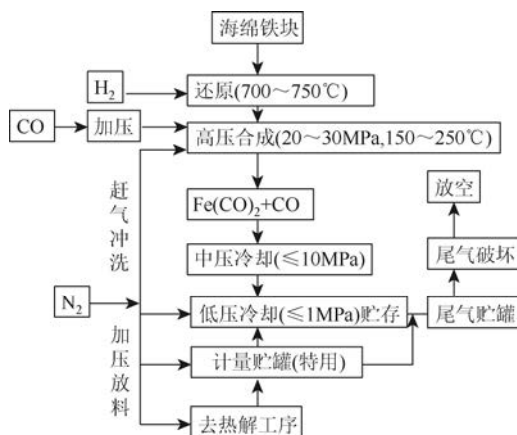 海绵铁块
H₂
还原(700～750℃)
CO
加压
高压合成(20～30MPa,150～250℃)
赶气冲洗
放空
Fe(CO)₂+CO
中压冷却(≤10MPa)
尾气破坏
N₂
低压冷却(≤1MPa)贮存
尾气贮罐
加压放料
计量贮罐(特用)
去热解工序